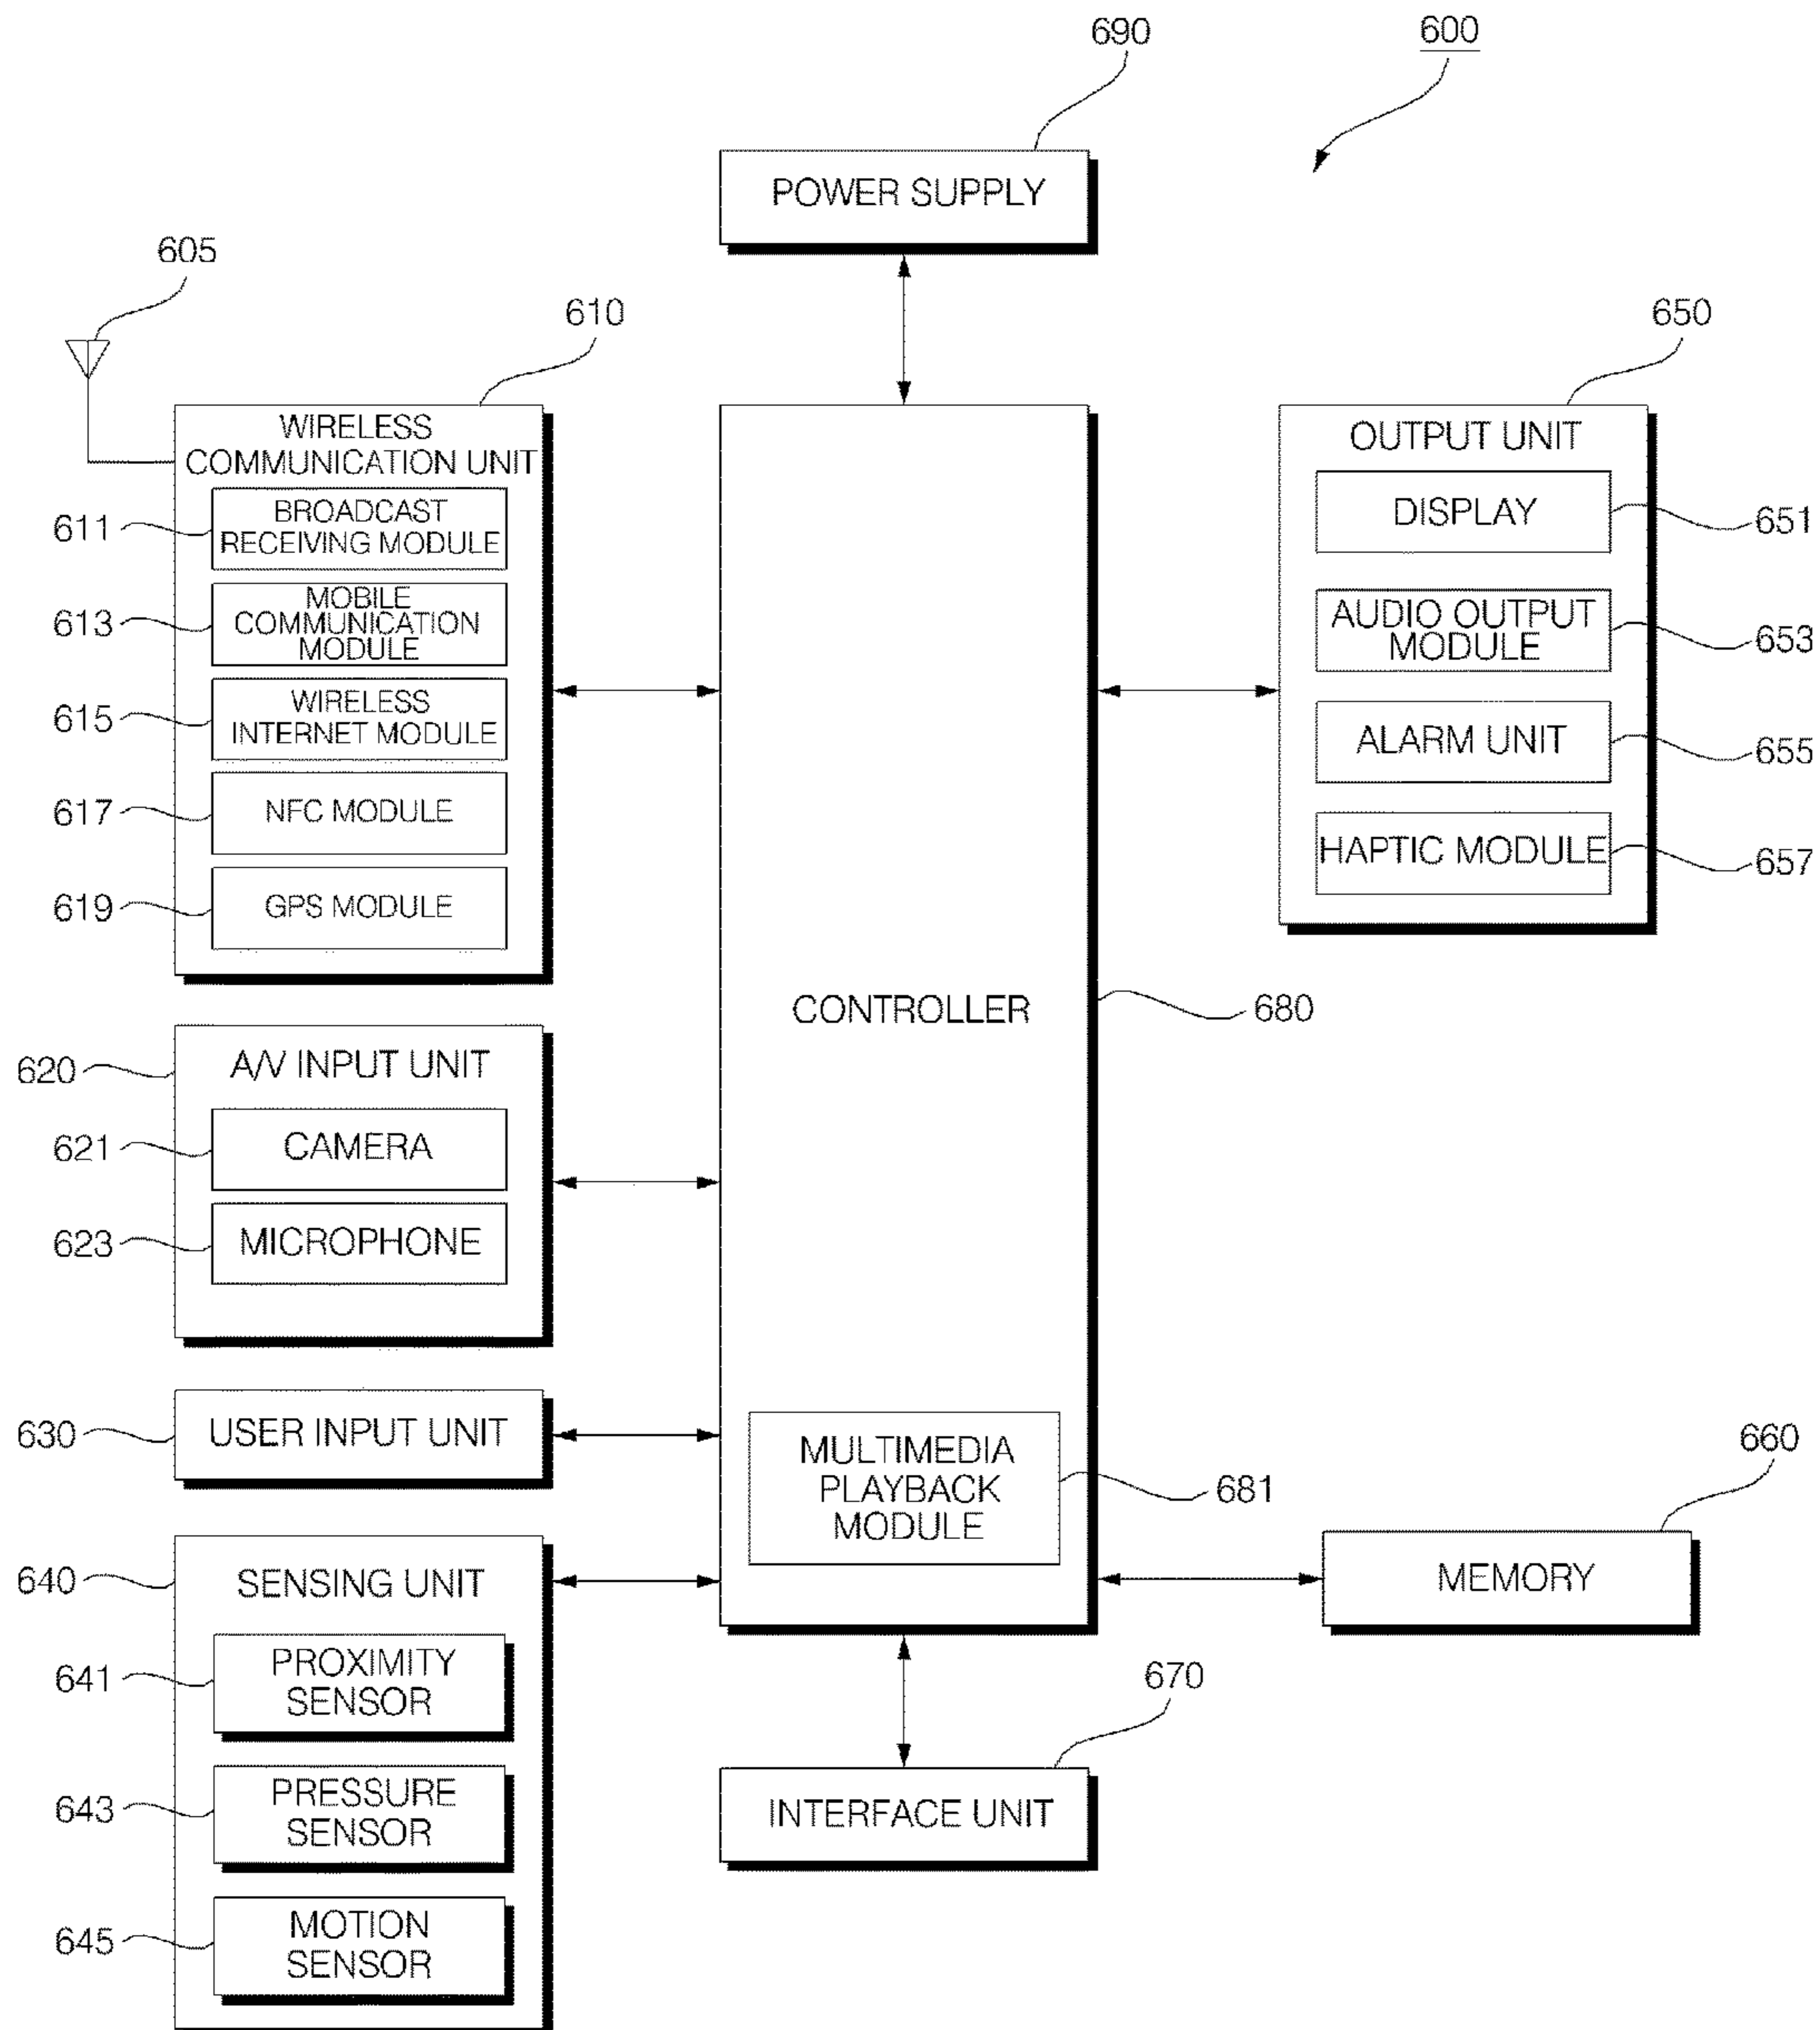 690
600
POWER SUPPLY
605
610
650
WIRELESS
COMMUNICATION UNIT
611
BROADCAST
RECEIVING MODULE
613
MOBILE
COMMUNICATION
MODULE
615
WIRELESS
INTERNET MODULE
617
NFC MODULE
619
GPS MODULE
OUTPUT UNIT
DISPLAY
651
AUDIO OUTPUT
MODULE
653
ALARM UNIT
655
HAPTIC MODULE
657
CONTROLLER
680
620
A/V INPUT UNIT
621
CAMERA
623
MICROPHONE
630
USER INPUT UNIT
MULTIMEDIA
PLAYBACK
MODULE
681
660
MEMORY
640
SENSING UNIT
641
PROXIMITY
SENSOR
643
PRESSURE
SENSOR
645
MOTION
SENSOR
670
INTERFACE UNIT